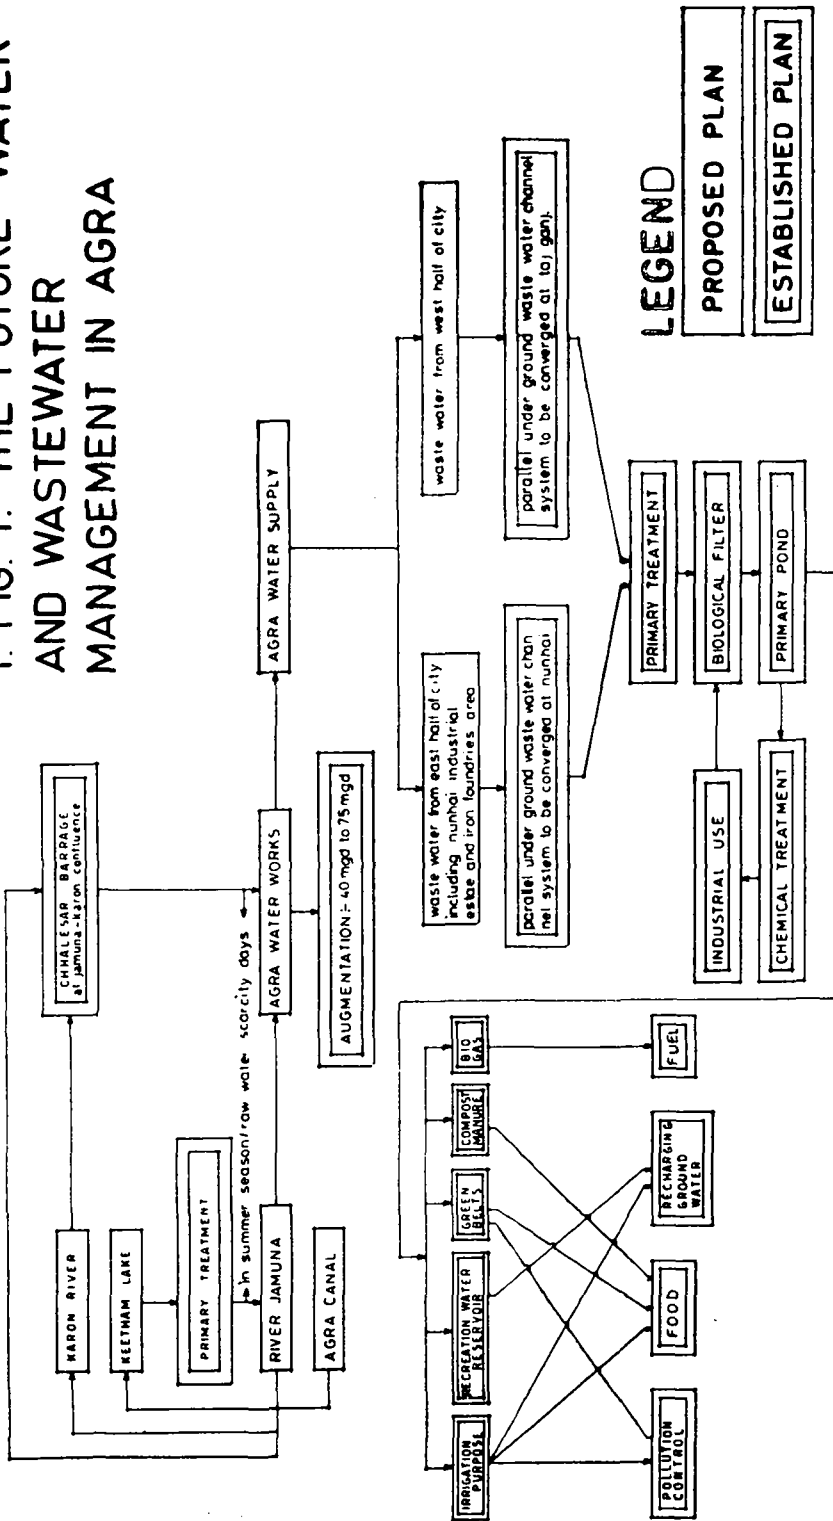 1. FIG. 1. THE FUTURE WATER
AND WASTEWATER
MANAGEMENT IN AGRA
CHHALESAR BARRAGE
at jamuna-karon confluence
KARON RIVER
KEETHAM LAKE
PRIMARY TREATMENT
in summer season/raw water scarcity days
RIVER JAMUNA
AGRA WATER WORKS
AGRA WATER SUPPLY
AGRA CANAL
AUGMENTATION:- 40 mgd to 75 mgd
waste water from east half of city
including nunhai industrial
estae and iron foundries area
waste water from west half of city
parallel under ground waste water chan
nel system to be converged at nunhai
parallel under ground waste water channel
system to be converged at taj ganj.
PRIMARY TREATMENT
BIOLOGICAL FILTER
PRIMARY POND
INDUSTRIAL USE
CHEMICAL TREATMENT
IRRIGATION
PURPOSE
RECREATION WATER
RESERVOIR
GREEN
BELTS
COMPOST
MANURE
BIO
GAS
POLLUTION
CONTROL
FOOD
RECHARGING
GROUND
WATER
FUEL
LEGEND
PROPOSED PLAN
ESTABLISHED PLAN